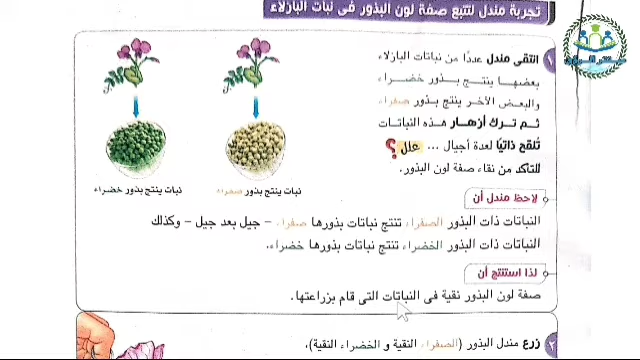 تجربة مندل لتتبع صفة لون البذور فى نبات البازلاء
١
انتقى مندل عددًا من نباتات البازلاء
بعضها ينتج بذور خضراء
والبعض الآخر ينتج بذور صفراء
ثم ترك أزهار هذه النباتات
تُلقح ذاتيًا لعدة أجيال ... علل ؟
للتأكد من نقاء صفة لون البذور.
نبات ينتج بذور صفراء
نبات ينتج بذور خضراء
لاحظ مندل أن
النباتات ذات البذور الصفراء تنتج نباتات بذورها صفراء – جيل بعد جيل – وكذلك
النباتات ذات البذور الخضراء تنتج نباتات بذورها خضراء.
لذا استنتج أن
صفة لون البذور نقية فى النباتات التى قام بزراعتها.
٢
زرع مندل البذور (الصفراء النقية و الخضراء النقية).